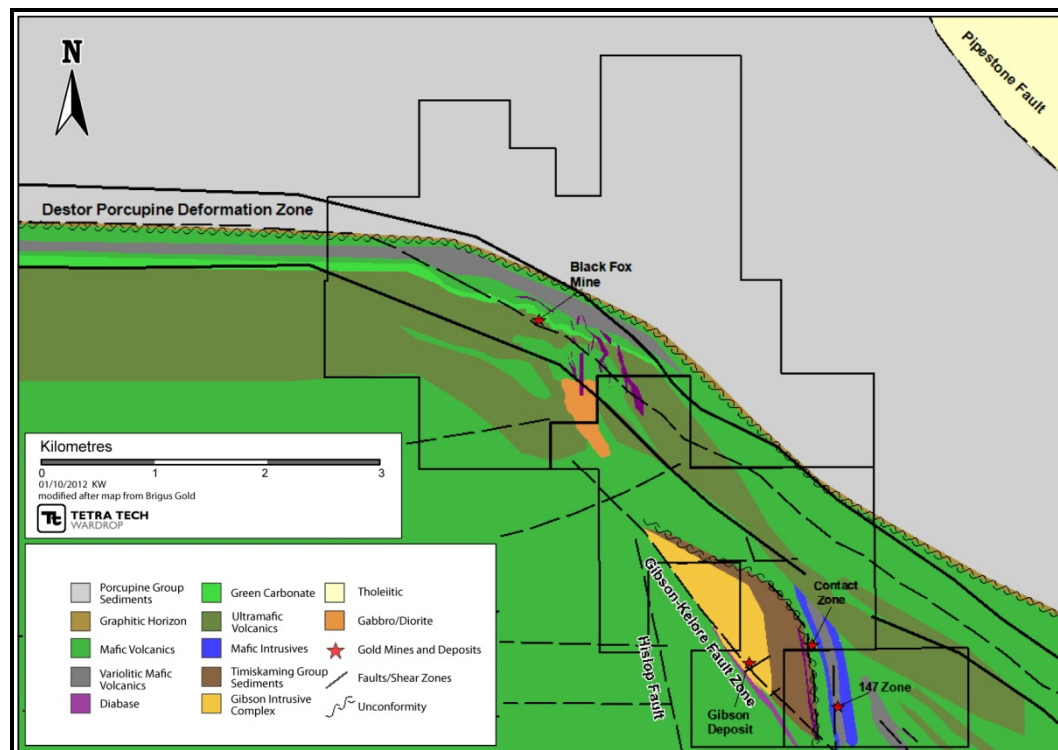 N
Pipestone Fault
Destor Porcupine Deformation Zone
Black Fox
Mine
Kilometres
0 1 2 3
01/10/2012 KW
modified after map from Brigus Gold
Tt TETRA TECH
WARDROP
Contact
Zone
Gibson-Kelore Fault Zone
Hislop Fault
147 Zone
Gibson
Deposit
Porcupine Group
Sediments
Graphitic Horizon
Mafic Volcanics
Variolitic Mafic
Volcanics
Diabase
Green Carbonate
Ultramafic
Volcanics
Mafic Intrusives
Timiskaming Group
Sediments
Gibson Intrusive
Complex
Tholeiitic
Gabbro/Diorite
Gold Mines and Deposits
Faults/Shear Zones
Unconformity